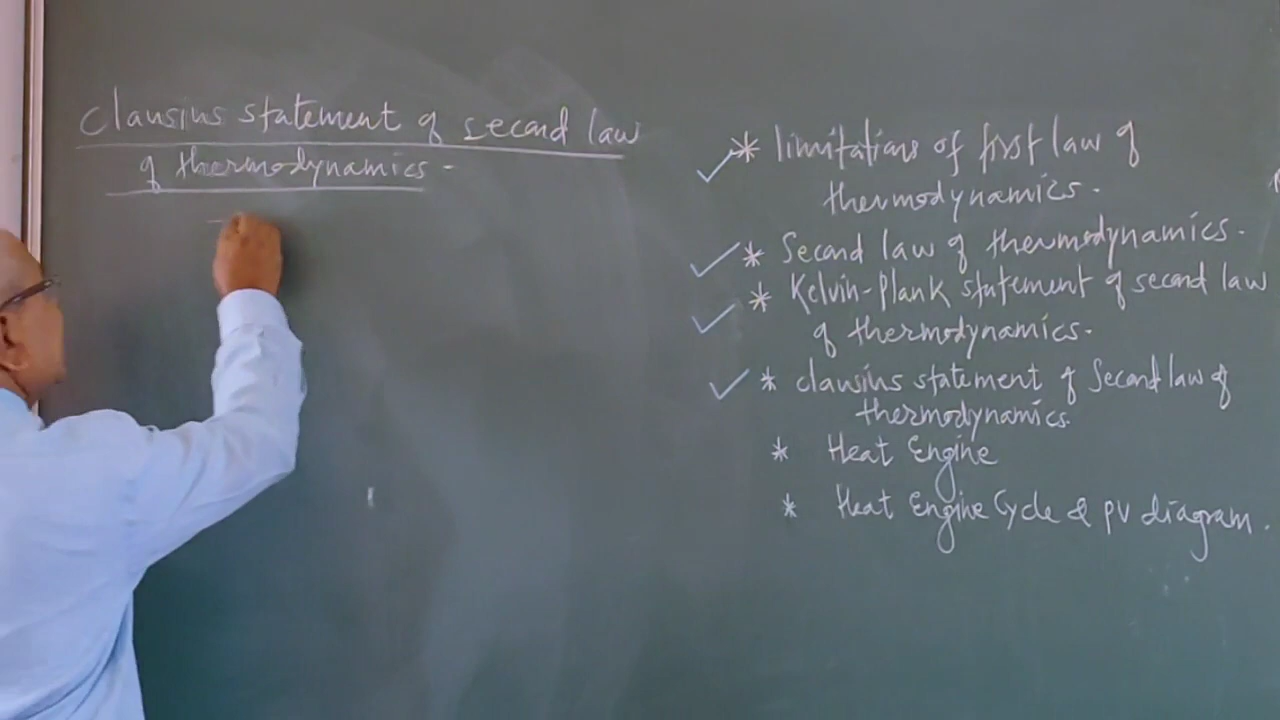 Clausius statement of second law
of thermodynamics -
* limitations of first law of
thermodynamics.
* Second law of thermodynamics.
* Kelvin-Plank statement of second law
of thermodynamics.
* clausius statement of Second law of
thermodynamics.
* Heat Engine
* Heat Engine Cycle & PV diagram.